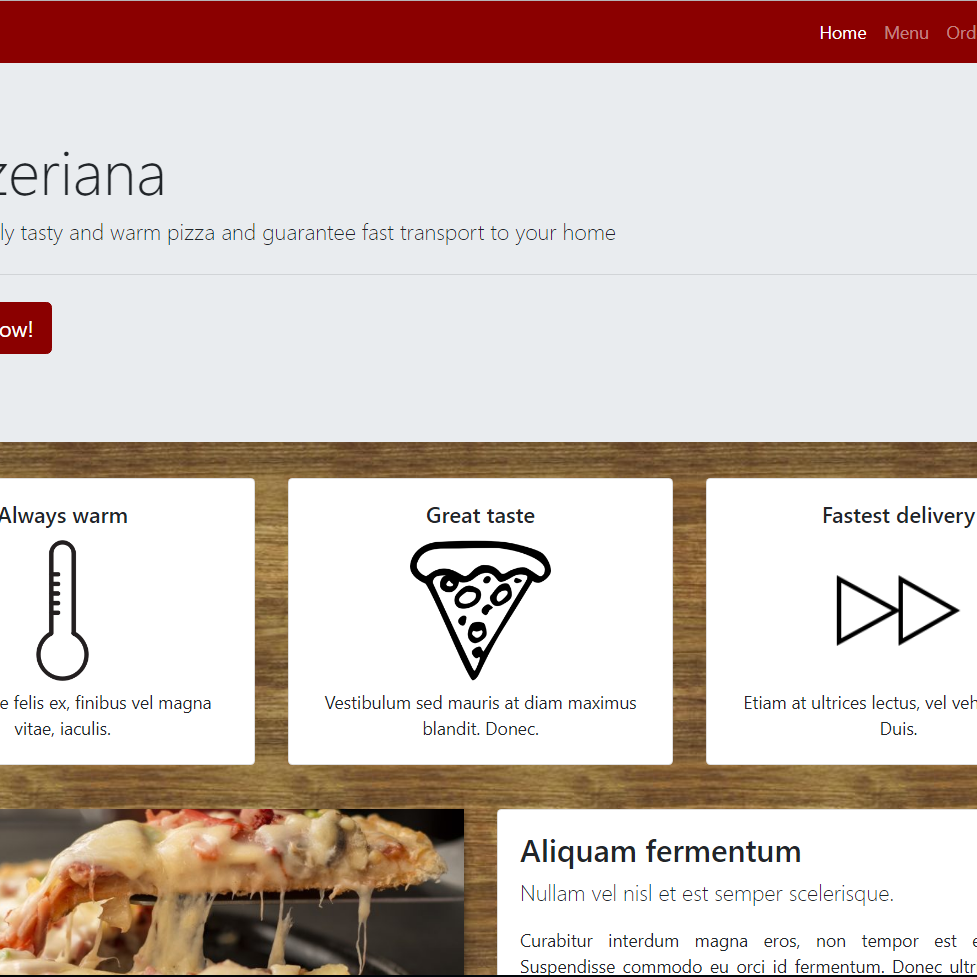 Home Menu Ord
zeriana
ly tasty and warm pizza and guarantee fast transport to your home
ow!
Always warm
e felis ex, finibus vel magna
vitae, iaculis.
Great taste
Vestibulum sed mauris at diam maximus
blandit. Donec.
Fastest delivery
Etiam at ultrices lectus, vel veh
Duis.
Aliquam fermentum
Nullam vel nisl et est semper scelerisque.
Curabitur interdum magna eros, non tempor est e
Suspendisse commodo eu orci id fermentum. Donec ultr